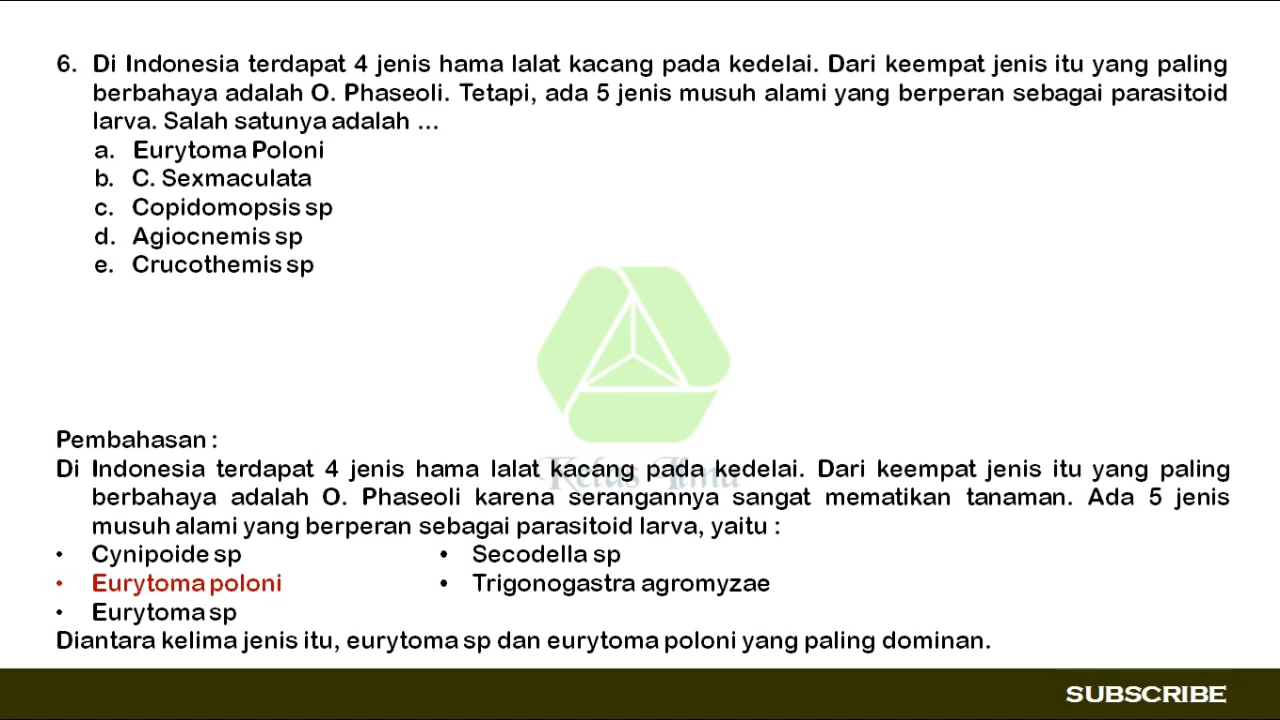 6. Di Indonesia terdapat 4 jenis hama lalat kacang pada kedelai. Dari keempat jenis itu yang paling
berbahaya adalah O. Phaseoli. Tetapi, ada 5 jenis musuh alami yang berperan sebagai parasitoid
larva. Salah satunya adalah ...
a. Eurytoma Poloni
b. C. Sexmaculata
c. Copidomopsis sp
d. Agiocnemis sp
e. Crucothemis sp
Pembahasan :
Di Indonesia terdapat 4 jenis hama lalat kacang pada kedelai. Dari keempat jenis itu yang paling
berbahaya adalah O. Phaseoli karena serangannya sangat mematikan tanaman. Ada 5 jenis
musuh alami yang berperan sebagai parasitoid larva, yaitu :
• Cynipoide sp
• Eurytoma poloni
• Eurytoma sp
• Secodella sp
• Trigonogastra agromyzae
Diantara kelima jenis itu, eurytoma sp dan eurytoma poloni yang paling dominan.
SUBSCRIBE